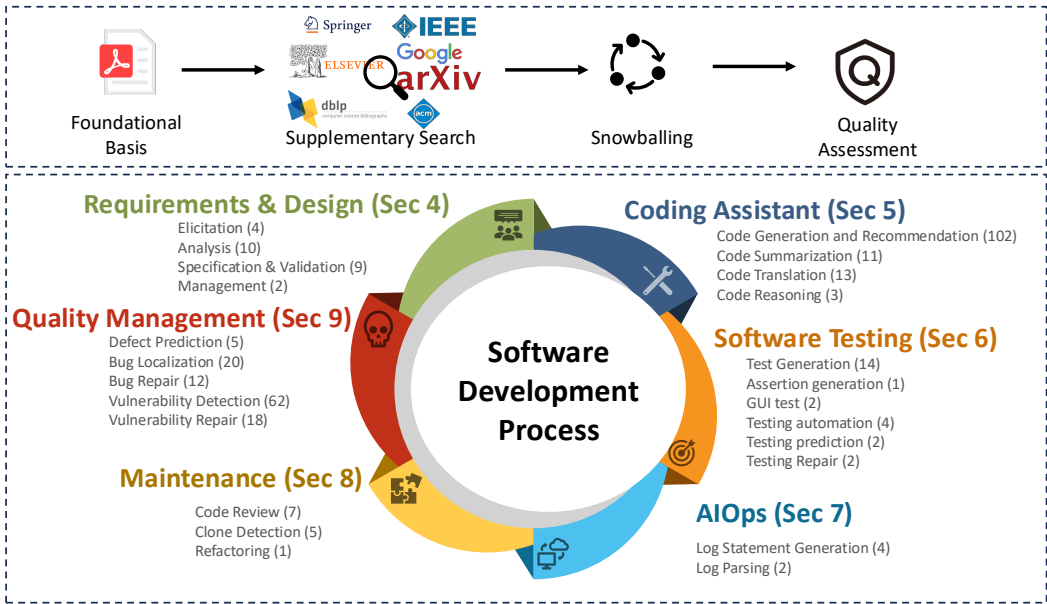 Springer
IEEE
ELSEVIER
Google
arXiv
dblp
computer science bibliography
acm
Foundational
Basis
Supplementary Search
Snowballing
Q
Quality
Assessment
Requirements & Design (Sec 4)
Elicitation (4)
Analysis (10)
Specification & Validation (9)
Management (2)
Coding Assistant (Sec 5)
Code Generation and Recommendation (102)
Code Summarization (11)
Code Translation (13)
Code Reasoning (3)
Quality Management (Sec 9)
Defect Prediction (5)
Bug Localization (20)
Bug Repair (12)
Vulnerability Detection (62)
Vulnerability Repair (18)
Software
Development
Process
Software Testing (Sec 6)
Test Generation (14)
Assertion generation (1)
GUI test (2)
Testing automation (4)
Testing prediction (2)
Testing Repair (2)
Maintenance (Sec 8)
Code Review (7)
Clone Detection (5)
Refactoring (1)
AIOps (Sec 7)
Log Statement Generation (4)
Log Parsing (2)